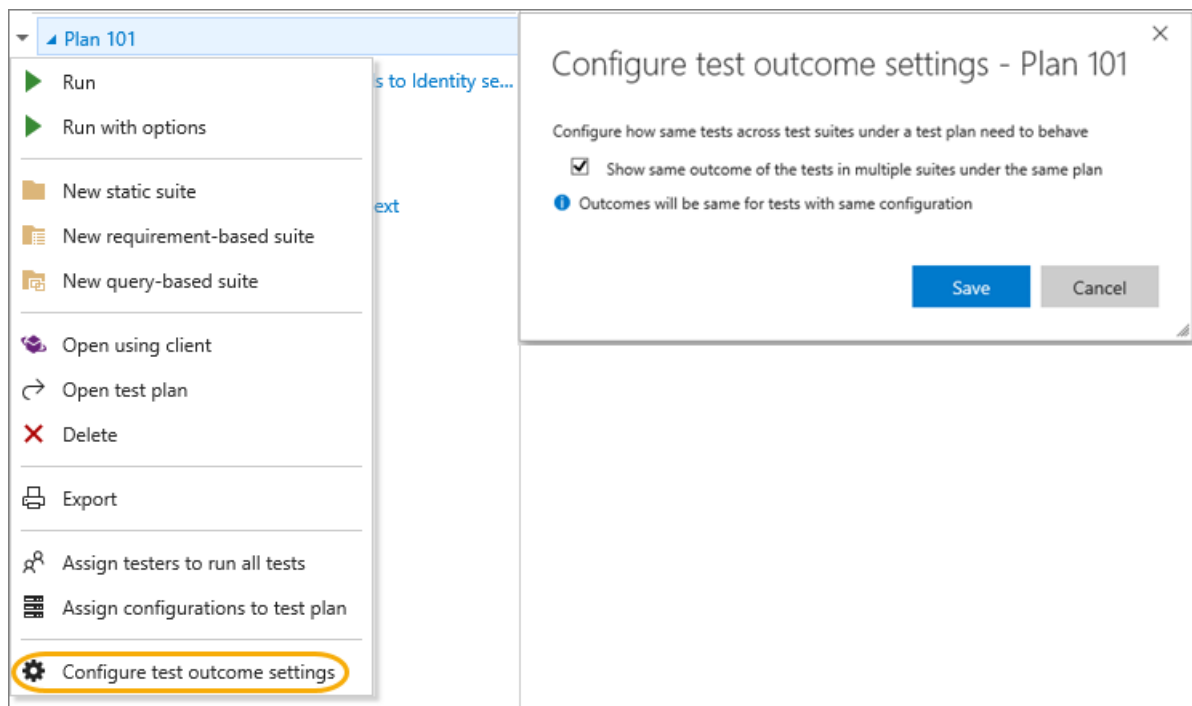 Plan 101
Run
s to Identity se...
Run with options
New static suite
ext
New requirement-based suite
New query-based suite
Open using client
Open test plan
Delete
Export
Assign testers to run all tests
Assign configurations to test plan
Configure test outcome settings
Configure test outcome settings - Plan 101
Configure how same tests across test suites under a test plan need to behave
Show same outcome of the tests in multiple suites under the same plan
Outcomes will be same for tests with same configuration
Save
Cancel